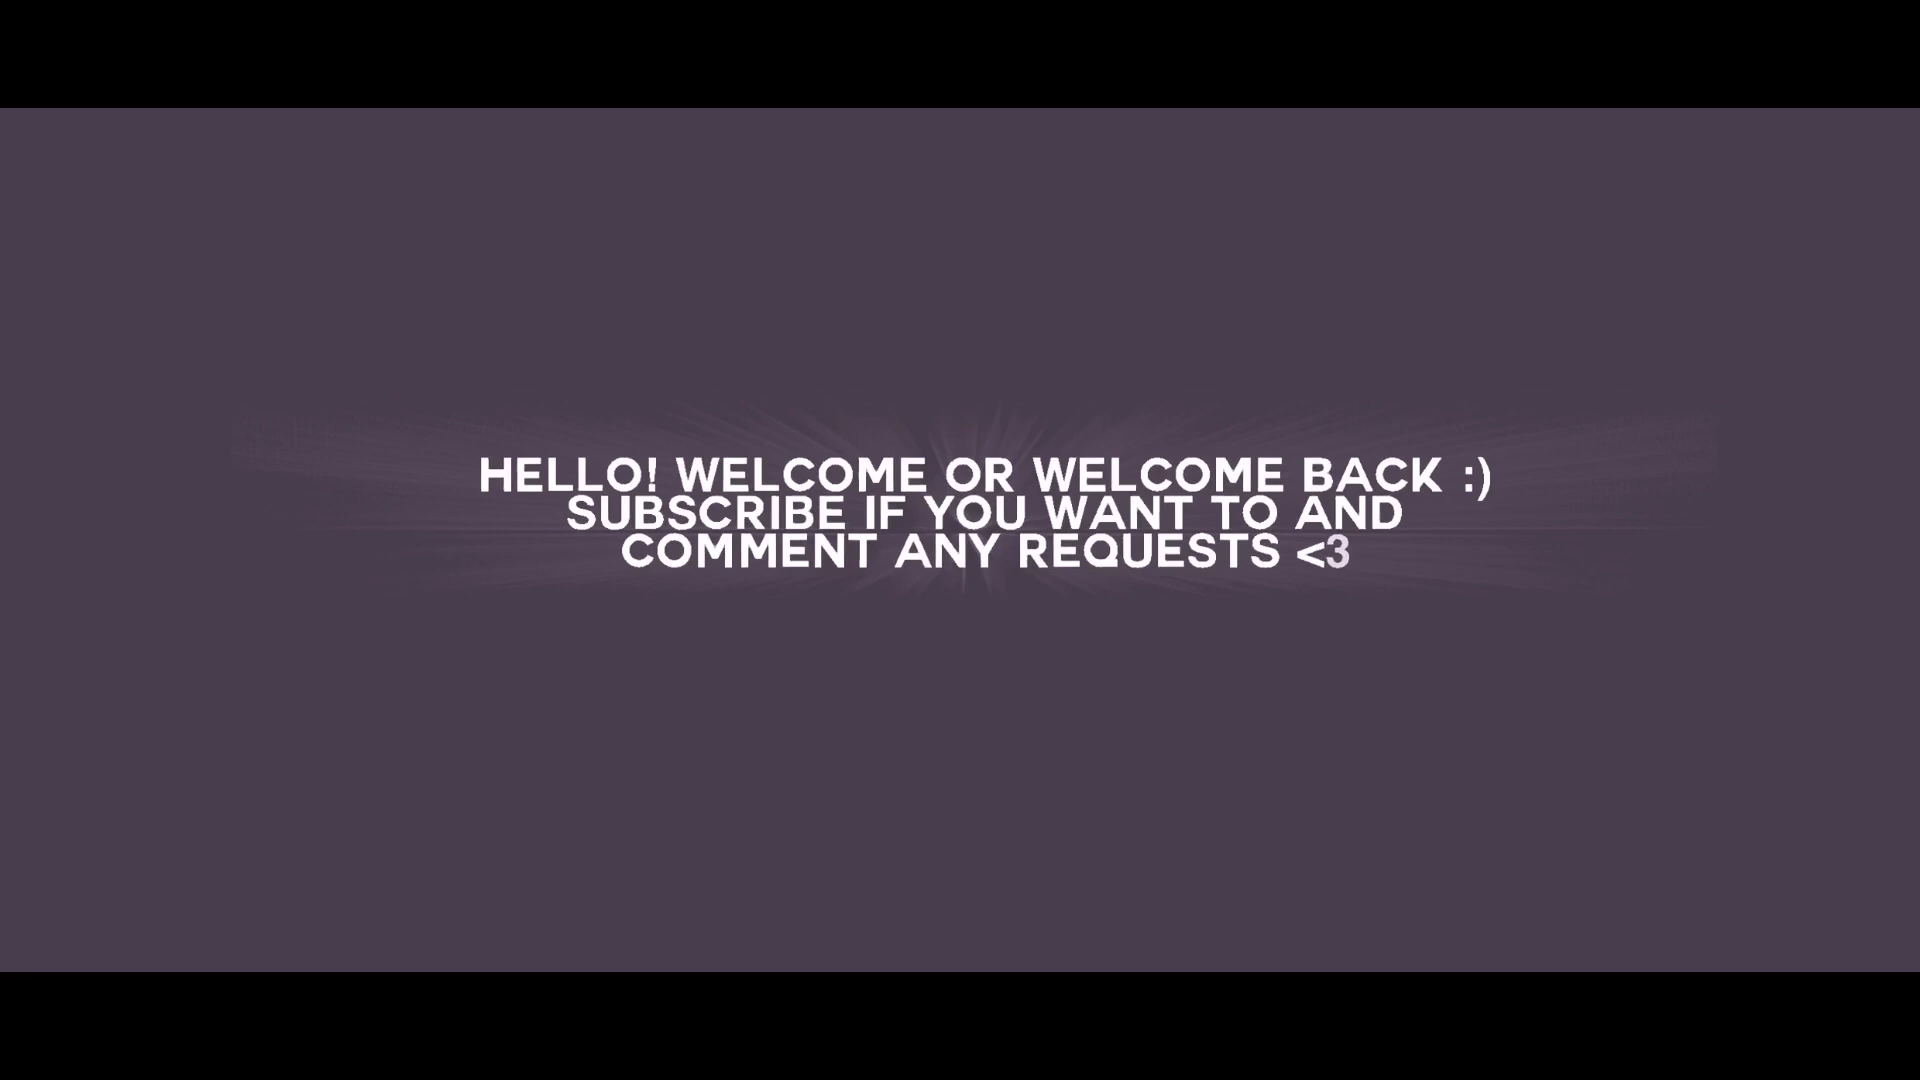 HELLO! WELCOME OR WELCOME BACK :)
SUBSCRIBE IF YOU WANT TO AND
COMMENT ANY REQUESTS <3